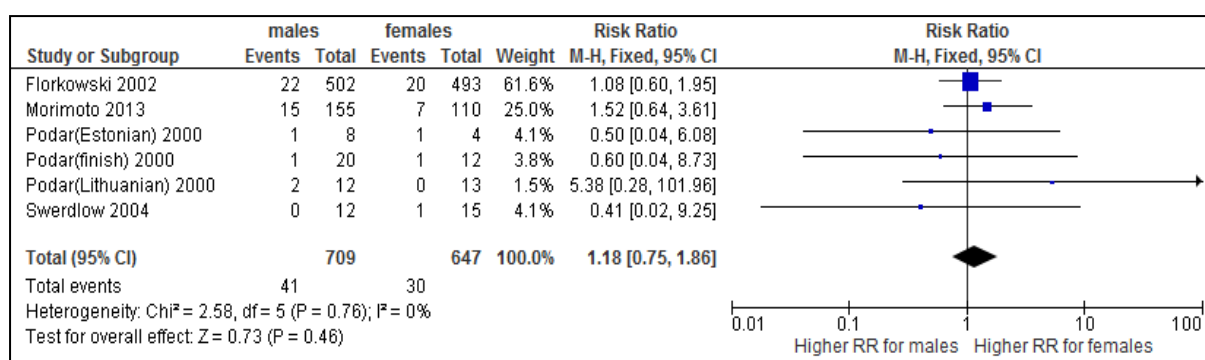 males females Risk Ratio Risk Ratio
Study or Subgroup Events Total Events Total Weight M-H, Fixed, 95% CI M-H, Fixed, 95% CI
Florkowski 2002 22 502 20 493 61.6% 1.08 [0.60, 1.95]
Morimoto 2013 15 155 7 110 25.0% 1.52 [0.64, 3.61]
Podar(Estonian) 2000 1 8 1 4 4.1% 0.50 [0.04, 6.08]
Podar(finish) 2000 1 20 1 12 3.8% 0.60 [0.04, 8.73]
Podar(Lithuanian) 2000 2 12 0 13 1.5% 5.38 [0.28, 101.96]
Swerdlow 2004 0 12 1 15 4.1% 0.41 [0.02, 9.25]
Total (95% CI) 709 647 100.0% 1.18 [0.75, 1.86]
Total events 41 30
Heterogeneity: Chi² = 2.58, df = 5 (P = 0.76); I² = 0%
Test for overall effect: Z = 0.73 (P = 0.46)
0.01 0.1 1 10 100
Higher RR for males Higher RR for females